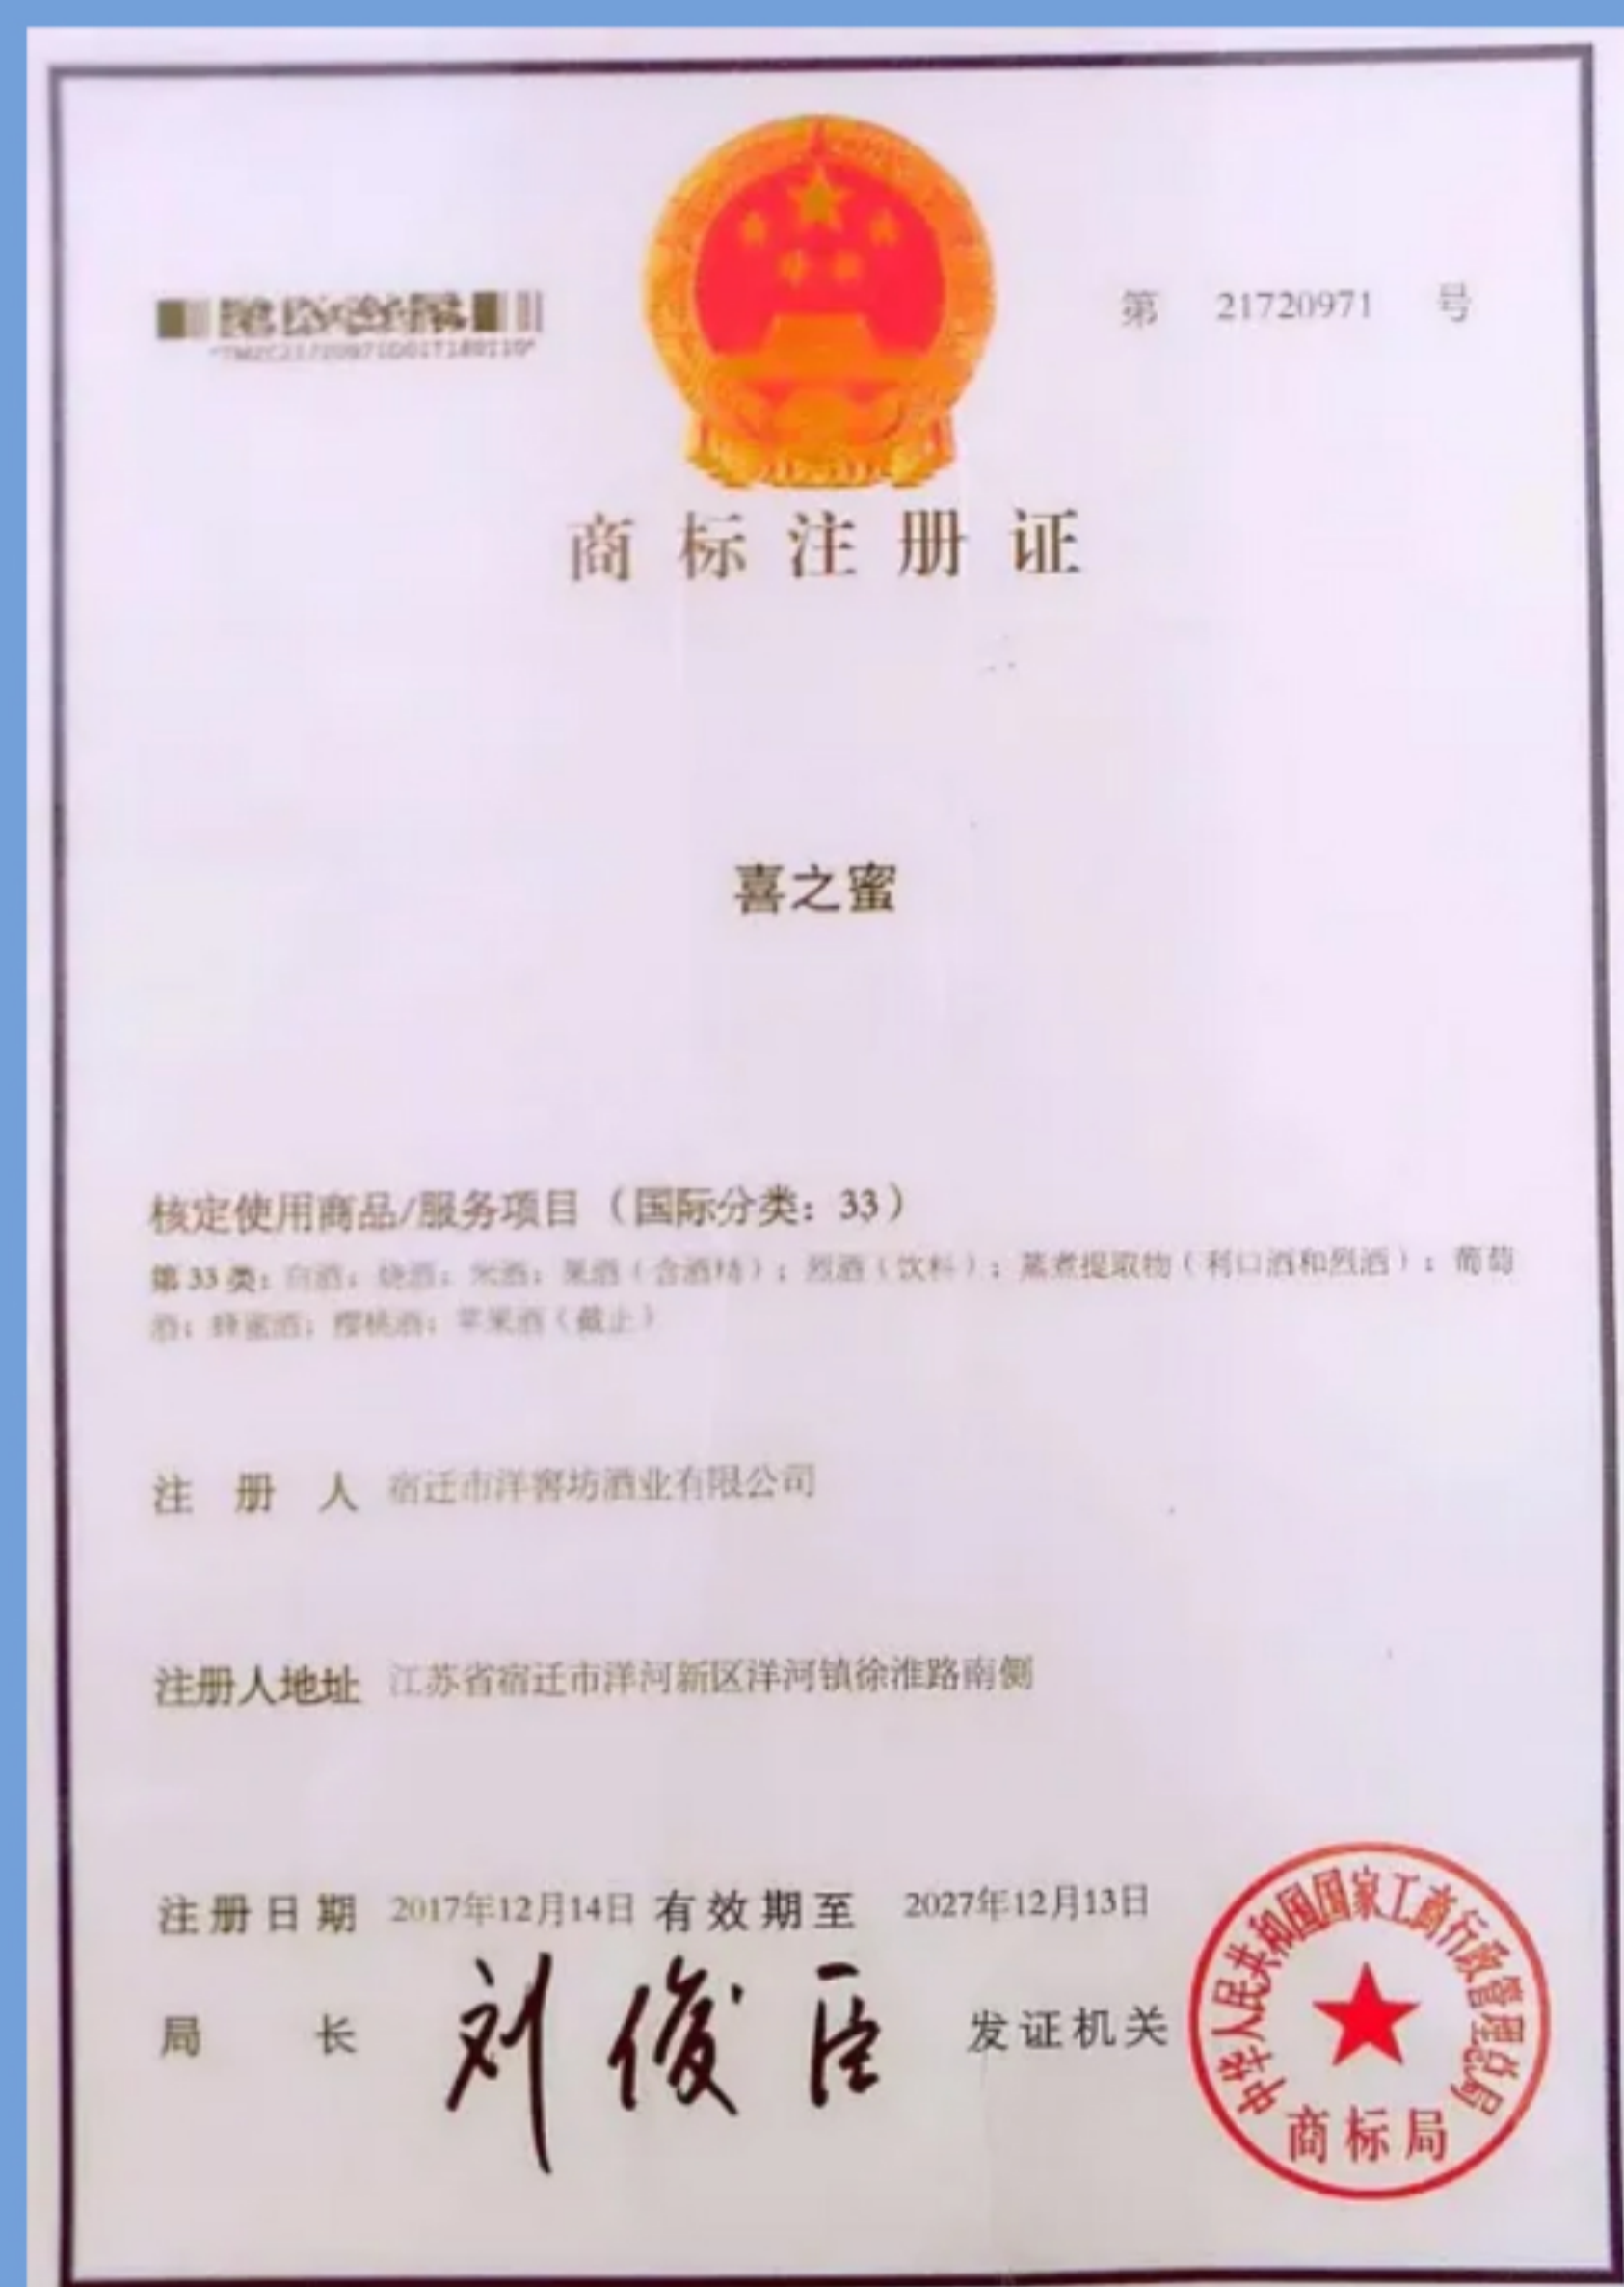 第 21720971 号
商标注册证
喜之蜜
核定使用商品/服务项目（国际分类：33）
第33类：白酒；烧酒；米酒；果酒（含酒精）；烈酒（饮料）；蒸煮提取物（利口酒和烈酒）；葡萄
酒；蜂蜜酒；樱桃酒；苹果酒（截止）
注册人 宿迁市洋窖坊酒业有限公司
注册人地址 江苏省宿迁市洋河新区洋河镇徐淮路南侧
注册日期 2017年12月14日 有效期至 2027年12月13日
局长 刘俊臣 发证机关
中华人民共和国国家工商行政管理总局
商标局